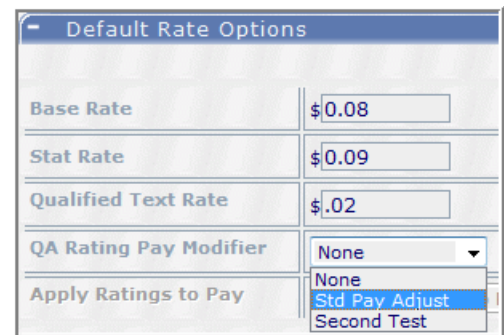 - Default Rate Options
Base Rate $0.08
Stat Rate $0.09
Qualified Text Rate $.02
QA Rating Pay Modifier None
None
Apply Ratings to Pay Std Pay Adjust
Second Test